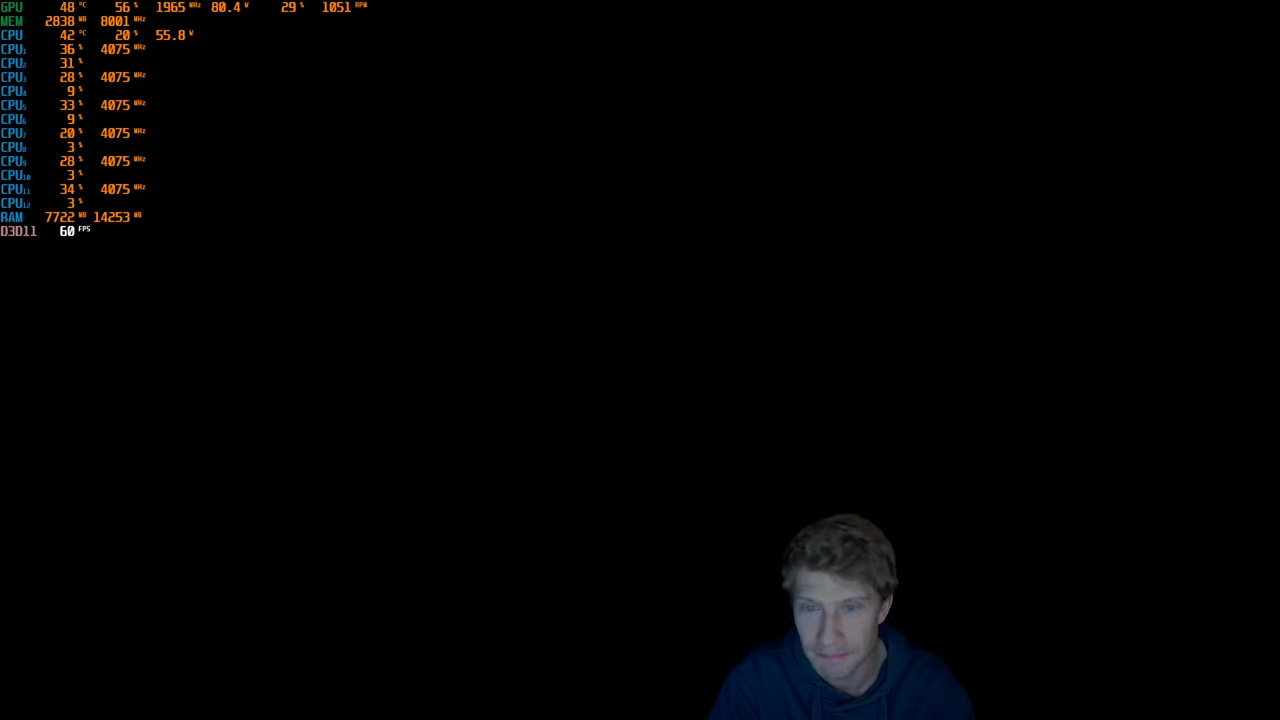 GPU 48 °C 56 % 1965 MHz 80.4 W 29 % 1051 RPM
MEM 2838 MB 8001 MHz
CPU 42 °C 20 % 55.8 W
CPU1 36 % 4075 MHz
CPU2 31 %
CPU3 28 % 4075 MHz
CPU4 9 %
CPU5 33 % 4075 MHz
CPU6 9 %
CPU7 20 % 4075 MHz
CPU8 3 %
CPU9 28 % 4075 MHz
CPU10 3 %
CPU11 34 % 4075 MHz
CPU12 3 %
RAM 7722 MB 14253 MB
D3D11 60 FPS